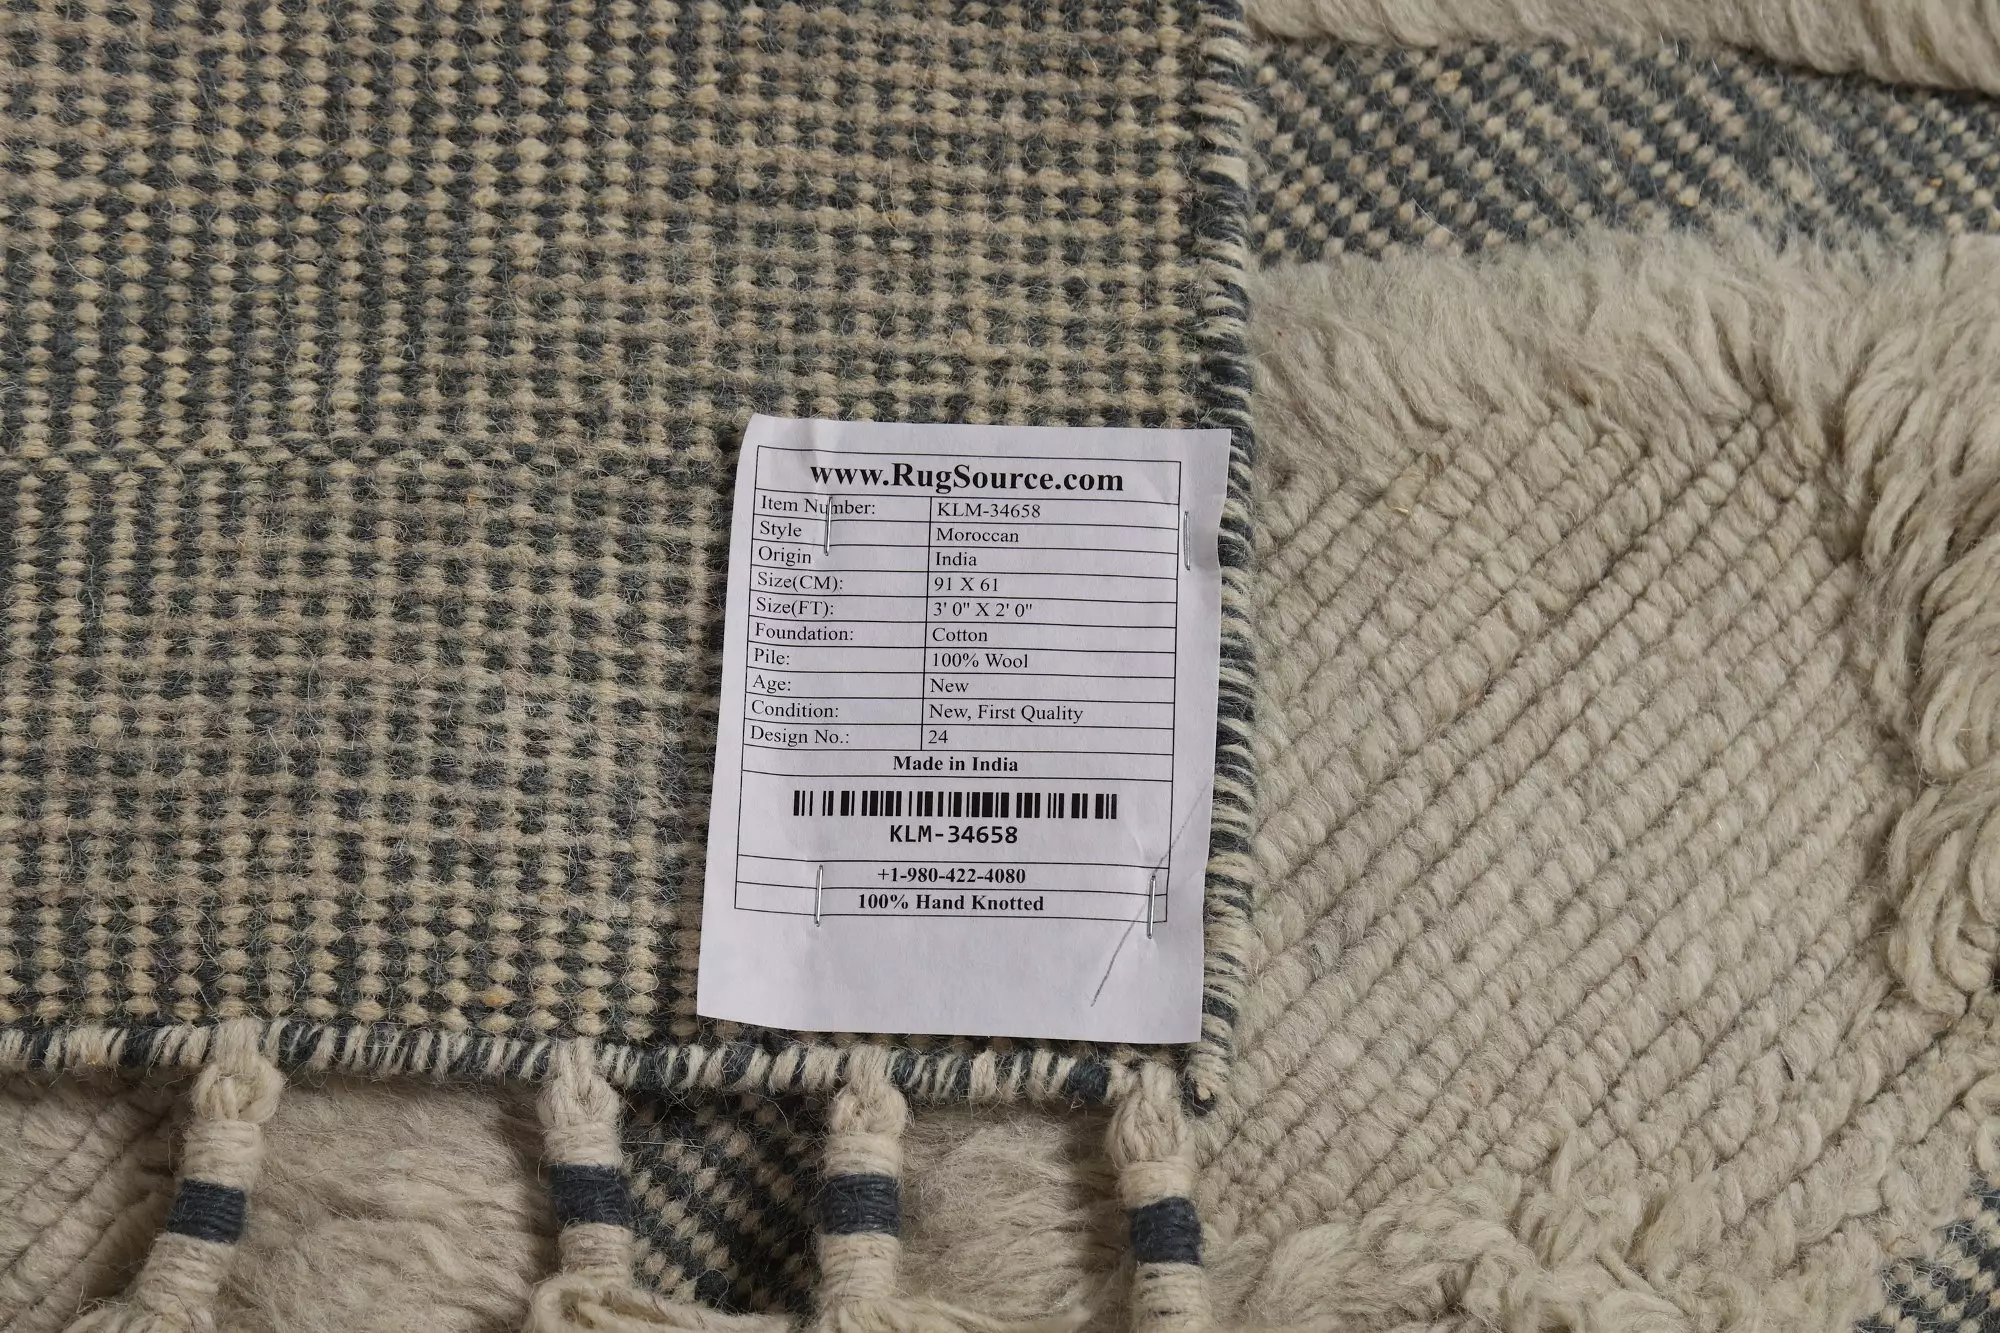 www.RugSource.com
Item Number: KLM-34658
Style Moroccan
Origin India
Size(CM): 91 X 61
Size(FT): 3' 0" X 2' 0"
Foundation: Cotton
Pile: 100% Wool
Age: New
Condition: New, First Quality
Design No.: 24
Made in India
KLM-34658
+1-980-422-4080
100% Hand Knotted